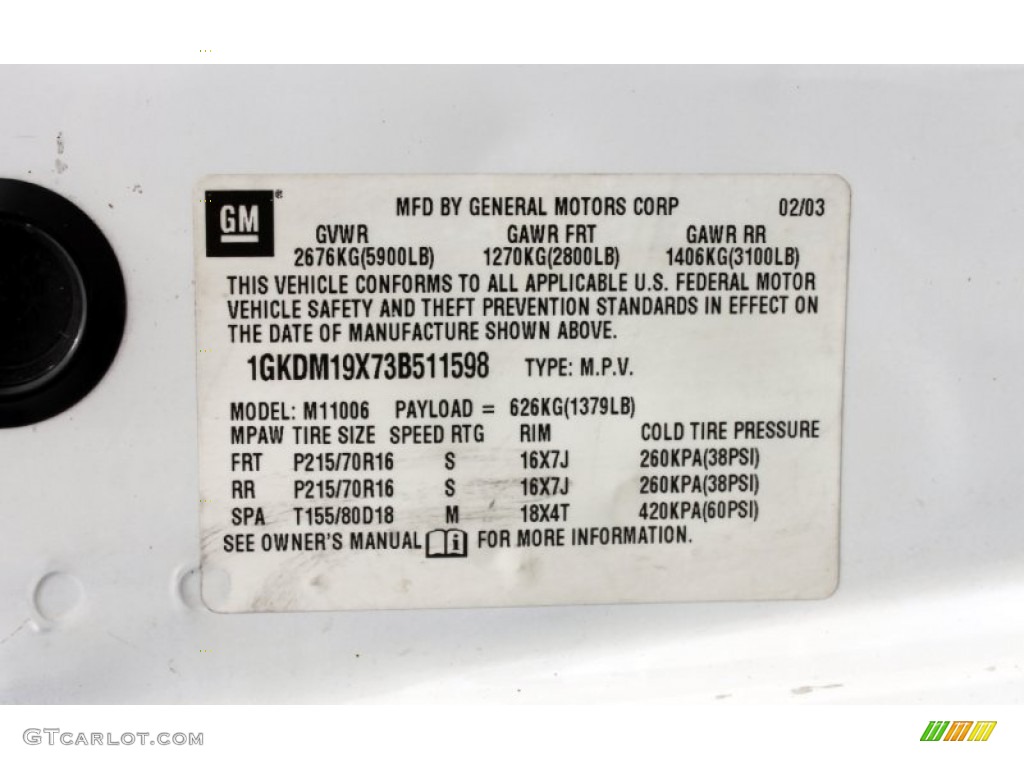 GM ®
MFD BY GENERAL MOTORS CORP 02/03
GVWR GAWR FRT GAWR RR
2676KG(5900LB) 1270KG(2800LB) 1406KG(3100LB)
THIS VEHICLE CONFORMS TO ALL APPLICABLE U.S. FEDERAL MOTOR
VEHICLE SAFETY AND THEFT PREVENTION STANDARDS IN EFFECT ON
THE DATE OF MANUFACTURE SHOWN ABOVE.
1GKDM19X73B511598 TYPE: M.P.V.
MODEL: M11006 PAYLOAD = 626KG(1379LB)
MPAW TIRE SIZE SPEED RTG RIM COLD TIRE PRESSURE
FRT P215/70R16 S 16X7J 260KPA(38PSI)
RR P215/70R16 S 16X7J 260KPA(38PSI)
SPA T155/80D18 M 18X4T 420KPA(60PSI)
SEE OWNER'S MANUAL i FOR MORE INFORMATION.
GTCARLOT.COM